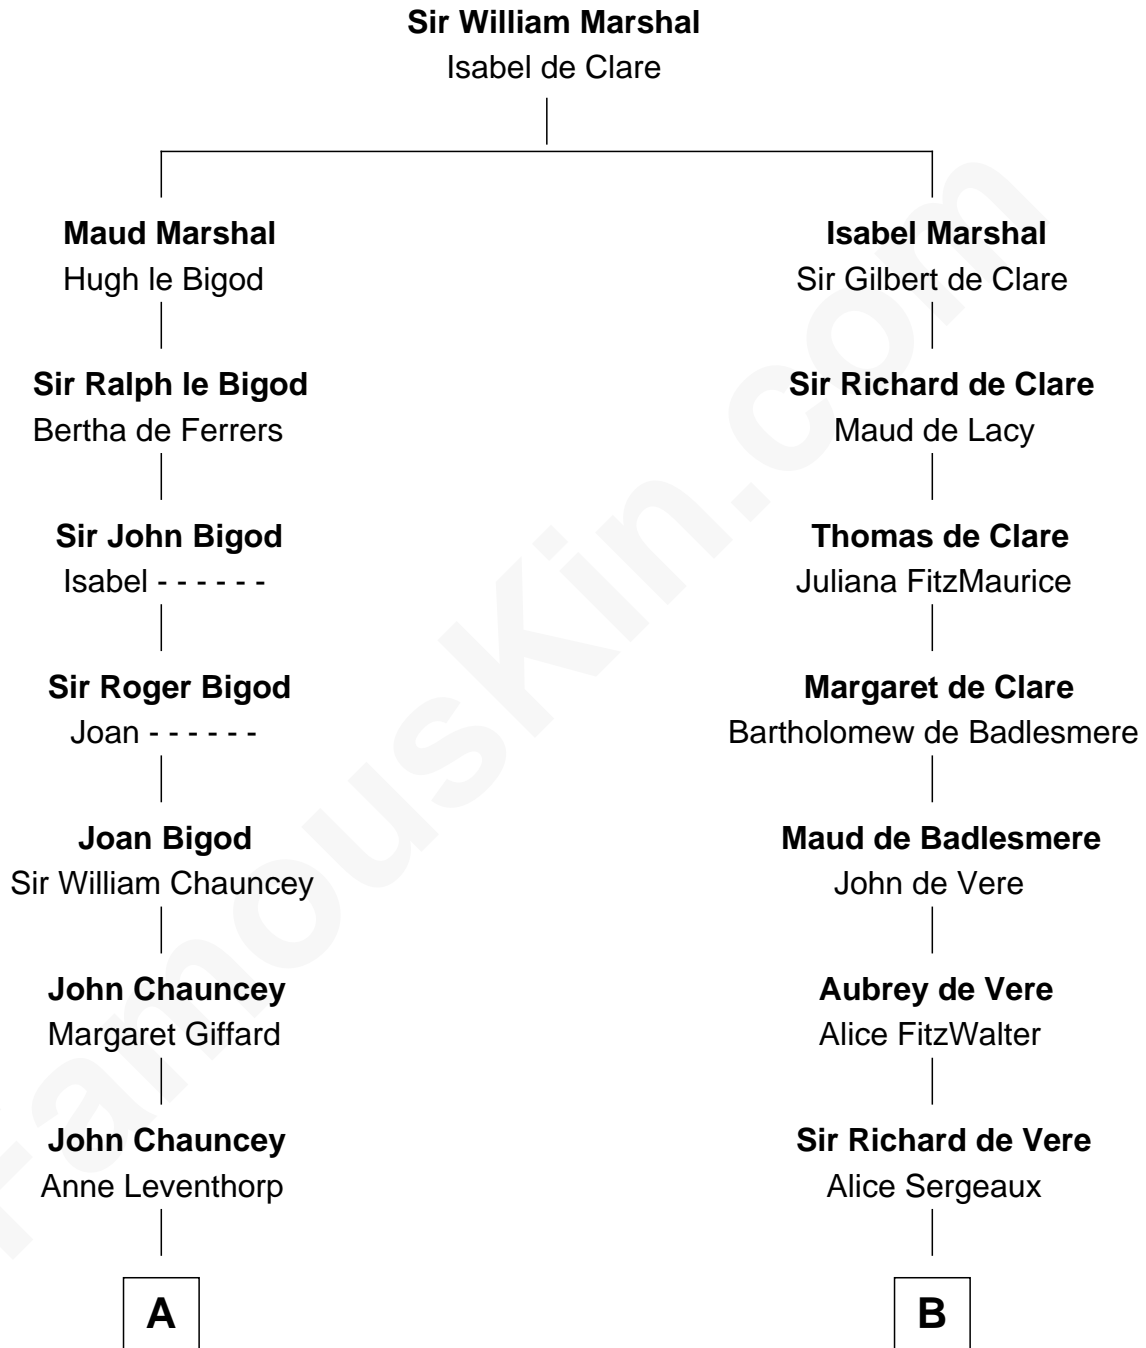 Sir William Marshal
Isabel de Clare
Maud Marshal
Hugh le Bigod
Isabel Marshal
Sir Gilbert de Clare
Sir Ralph le Bigod
Bertha de Ferrers
Sir Richard de Clare
Maud de Lacy
Sir John Bigod
Isabel - - - - - -
Thomas de Clare
Juliana FitzMaurice
Sir Roger Bigod
Joan - - - - - -
Margaret de Clare
Bartholomew de Badlesmere
Joan Bigod
Sir William Chauncey
Maud de Badlesmere
John de Vere
John Chauncey
Margaret Giffard
Aubrey de Vere
Alice FitzWalter
John Chauncey
Anne Leventhorp
Sir Richard de Vere
Alice Sergeaux
A
B
FamousKin.com